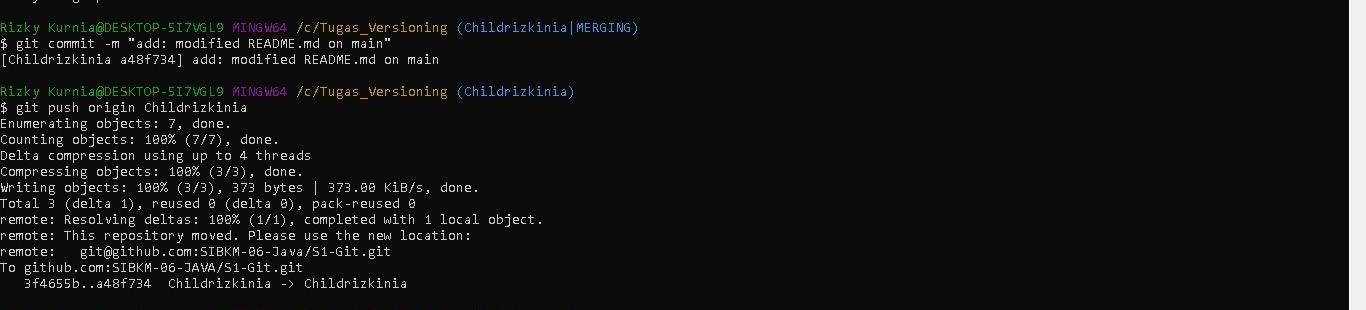 Rizky Kurnia@DESKTOP-5I7VGL9 MINGW64 /c/Tugas_Versioning (Childrizkinia|MERGING)
$ git commit -m "add: modified README.md on main"
[Childrizkinia a48f734] add: modified README.md on main
Rizky Kurnia@DESKTOP-5I7VGL9 MINGW64 /c/Tugas_Versioning (Childrizkinia)
$ git push origin Childrizkinia
Enumerating objects: 7, done.
Counting objects: 100% (7/7), done.
Delta compression using up to 4 threads
Compressing objects: 100% (3/3), done.
Writing objects: 100% (3/3), 373 bytes | 373.00 KiB/s, done.
Total 3 (delta 1), reused 0 (delta 0), pack-reused 0
remote: Resolving deltas: 100% (1/1), completed with 1 local object.
remote: This repository moved. Please use the new location:
remote:   git@github.com:SIBKM-06-Java/S1-Git.git
To github.com:SIBKM-06-JAVA/S1-Git.git
   3f4655b..a48f734  Childrizkinia -> Childrizkinia